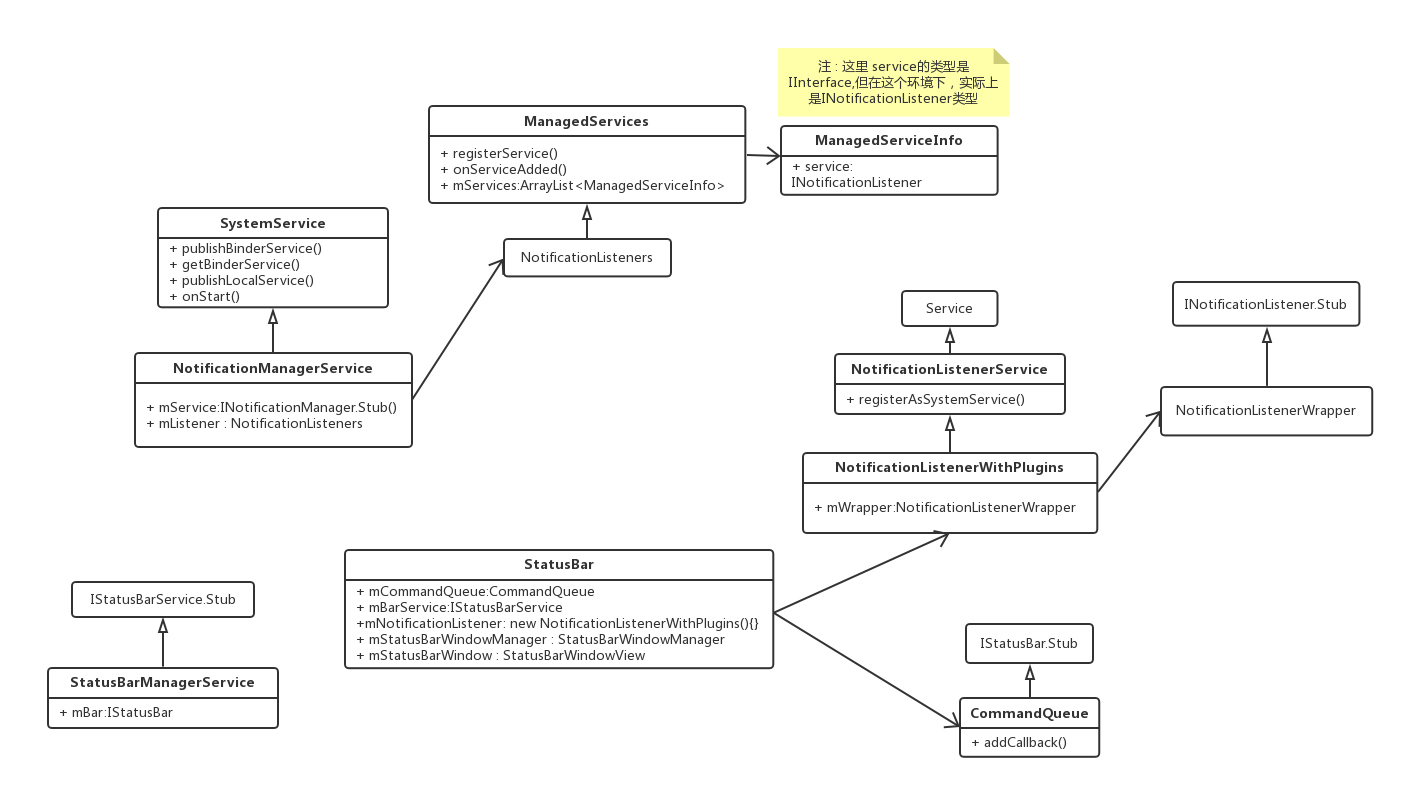 注 : 这里 service的类型是
IInterface,但在这个环境下，实际上
是INotificationListener类型
ManagedServices
+ registerService()
+ onServiceAdded()
+ mServices:ArrayList<ManagedServiceInfo>
ManagedServiceInfo
+ service:
INotificationListener
SystemService
+ publishBinderService()
+ getBinderService()
+ publishLocalService()
+ onStart()
NotificationListeners
Service
INotificationListener.Stub
NotificationManagerService
+ mService:INotificationManager.Stub()
+ mListener : NotificationListeners
NotificationListenerService
+ registerAsSystemService()
NotificationListenerWrapper
NotificationListenerWithPlugins
+ mWrapper:NotificationListenerWrapper
StatusBar
+ mCommandQueue:CommandQueue
+ mBarService:IStatusBarService
+mNotificationListener: new NotificationListenerWithPlugins(){}
+ mStatusBarWindowManager : StatusBarWindowManager
+ mStatusBarWindow : StatusBarWindowView
IStatusBarService.Stub
IStatusBar.Stub
StatusBarManagerService
+ mBar:IStatusBar
CommandQueue
+ addCallback()